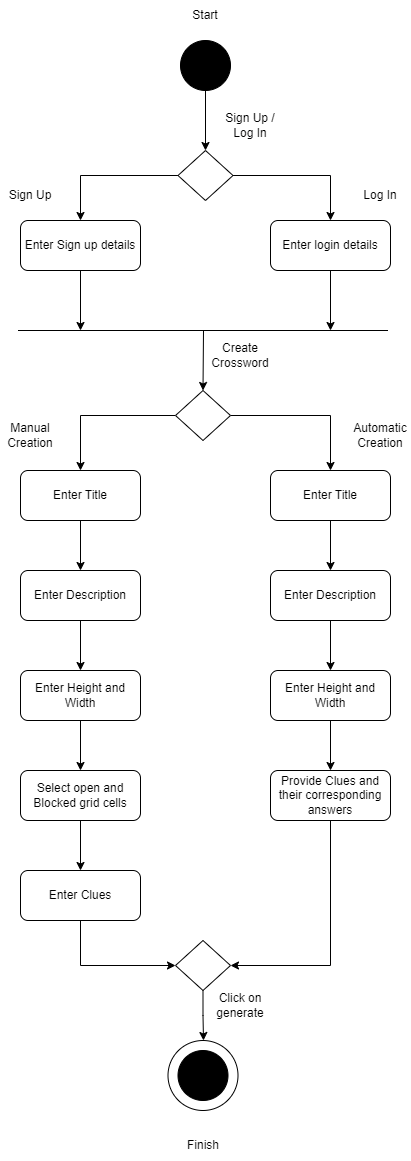 Start
Sign Up /
Log In
Sign Up
Log In
Enter Sign up details
Enter login details
Create
Crossword
Manual
Creation
Automatic
Creation
Enter Title
Enter Title
Enter Description
Enter Description
Enter Height and
Width
Enter Height and
Width
Select open and
Blocked grid cells
Provide Clues and
their corresponding
answers
Enter Clues
Click on
generate
Finish